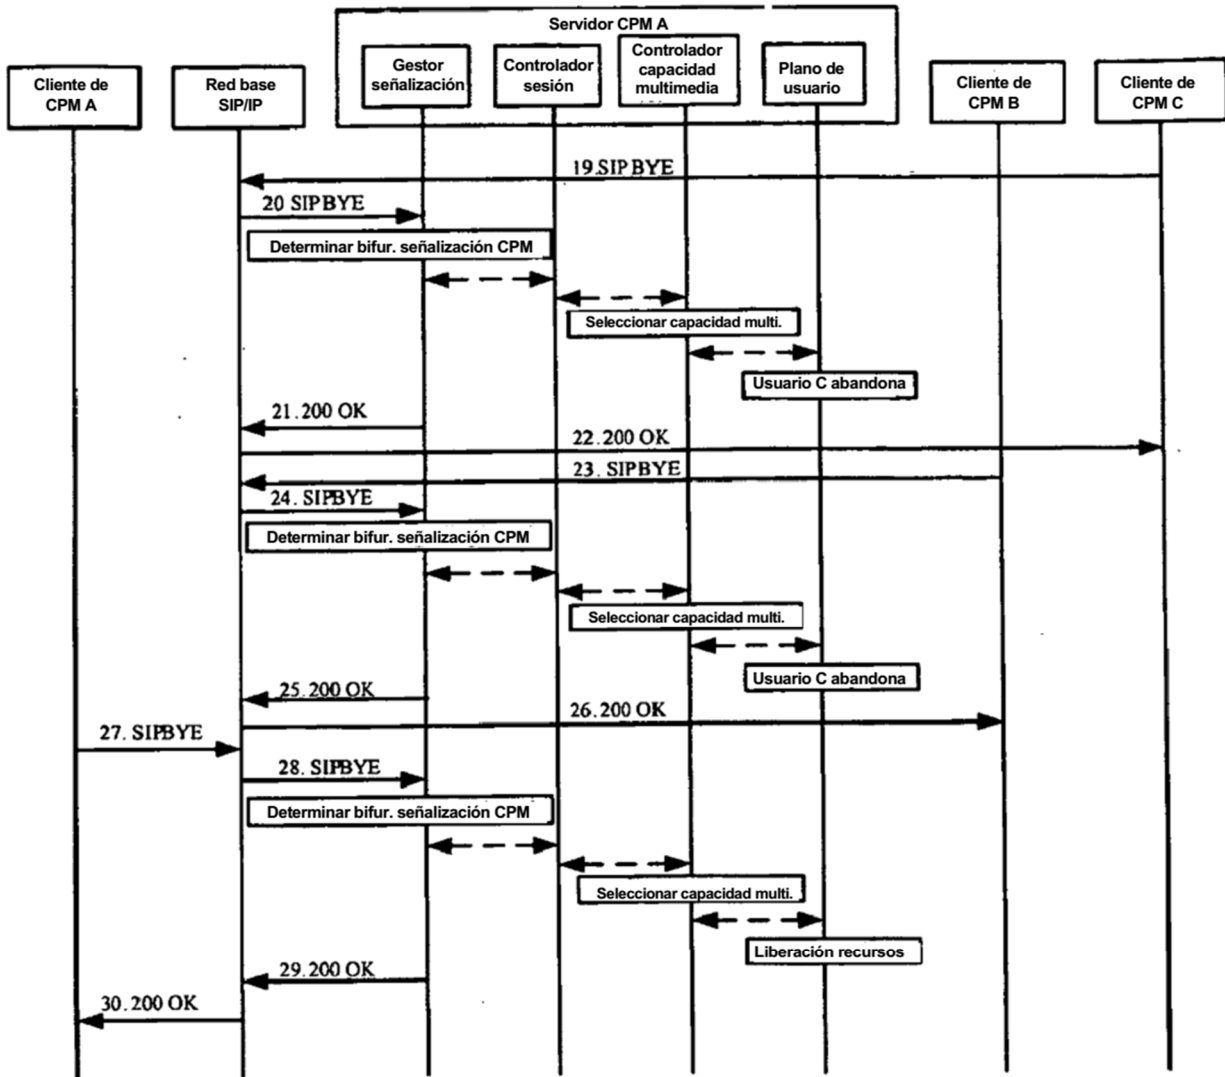 Servidor CPM A
Cliente de
CPM A
Red base
SIP/IP
Gestor
señalización
Controlador
sesión
Controlador
capacidad
multimedia
Plano de
usuario
Cliente de
CPM B
Cliente de
CPM C
19.SIP BYE
20 SIPBYE
Determinar bifur. señalización CPM
Seleccionar capacidad multi.
Usuario C abandona
21.200 OK
22.200 OK
23. SIPBYE
24. SIPBYE
Determinar bifur. señalización CPM
Seleccionar capacidad multi.
Usuario C abandona
25.200 OK
26.200 OK
27. SIPBYE
28. SIPBYE
Determinar bifur. señalización CPM
Seleccionar capacidad multi.
Liberación recursos
29.200 OK
30.200 OK